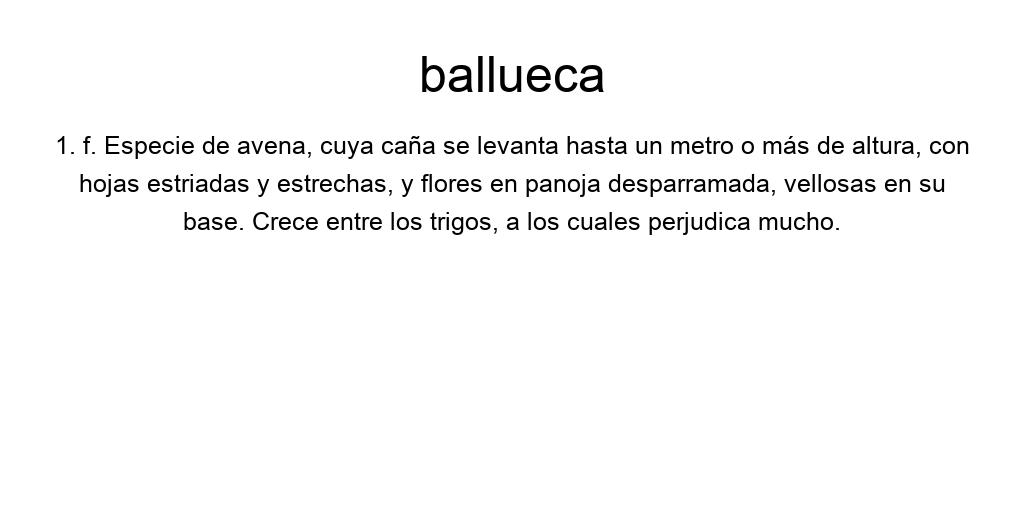 ballueca
1. f. Especie de avena, cuya caña se levanta hasta un metro o más de altura, con
hojas estriadas y estrechas, y flores en panoja desparramada, vellosas en su
base. Crece entre los trigos, a los cuales perjudica mucho.